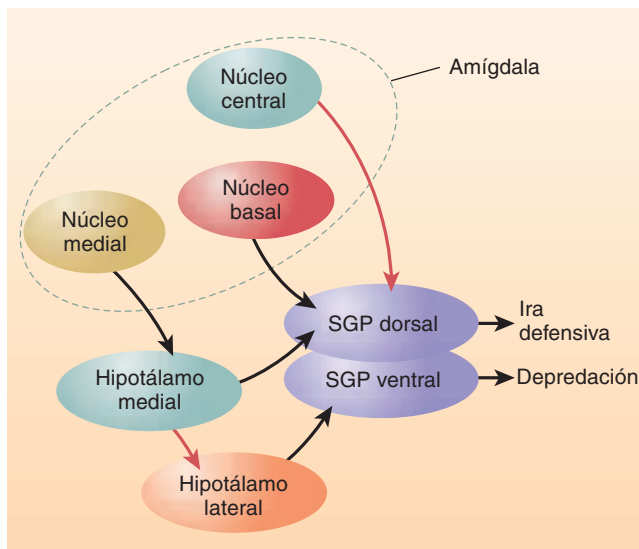 Núcleo
central
Amígdala
Núcleo
basal
Núcleo
medial
SGP dorsal
Ira
defensiva
SGP ventral
Depredación
Hipotálamo
medial
Hipotálamo
lateral